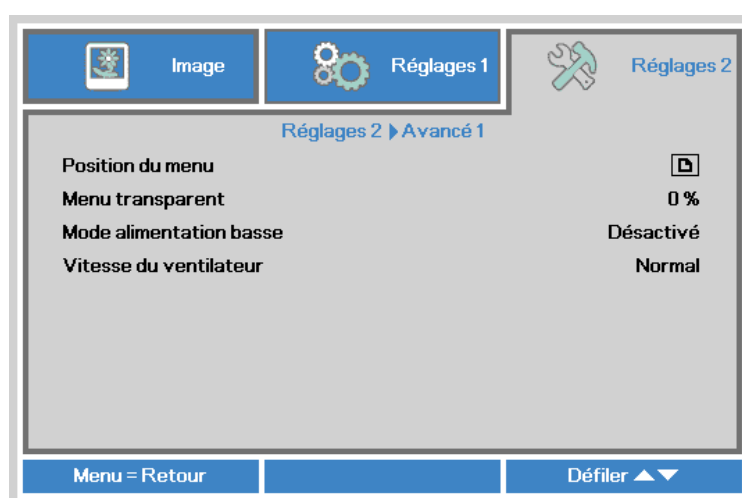 Image
Réglages 1
Réglages 2
Réglages 2 ▶ Avancé 1
Position du menu
Menu transparent 0 %
Mode alimentation basse Désactivé
Vitesse du ventilateur Normal
Menu = Retour
Défiler ▲▼